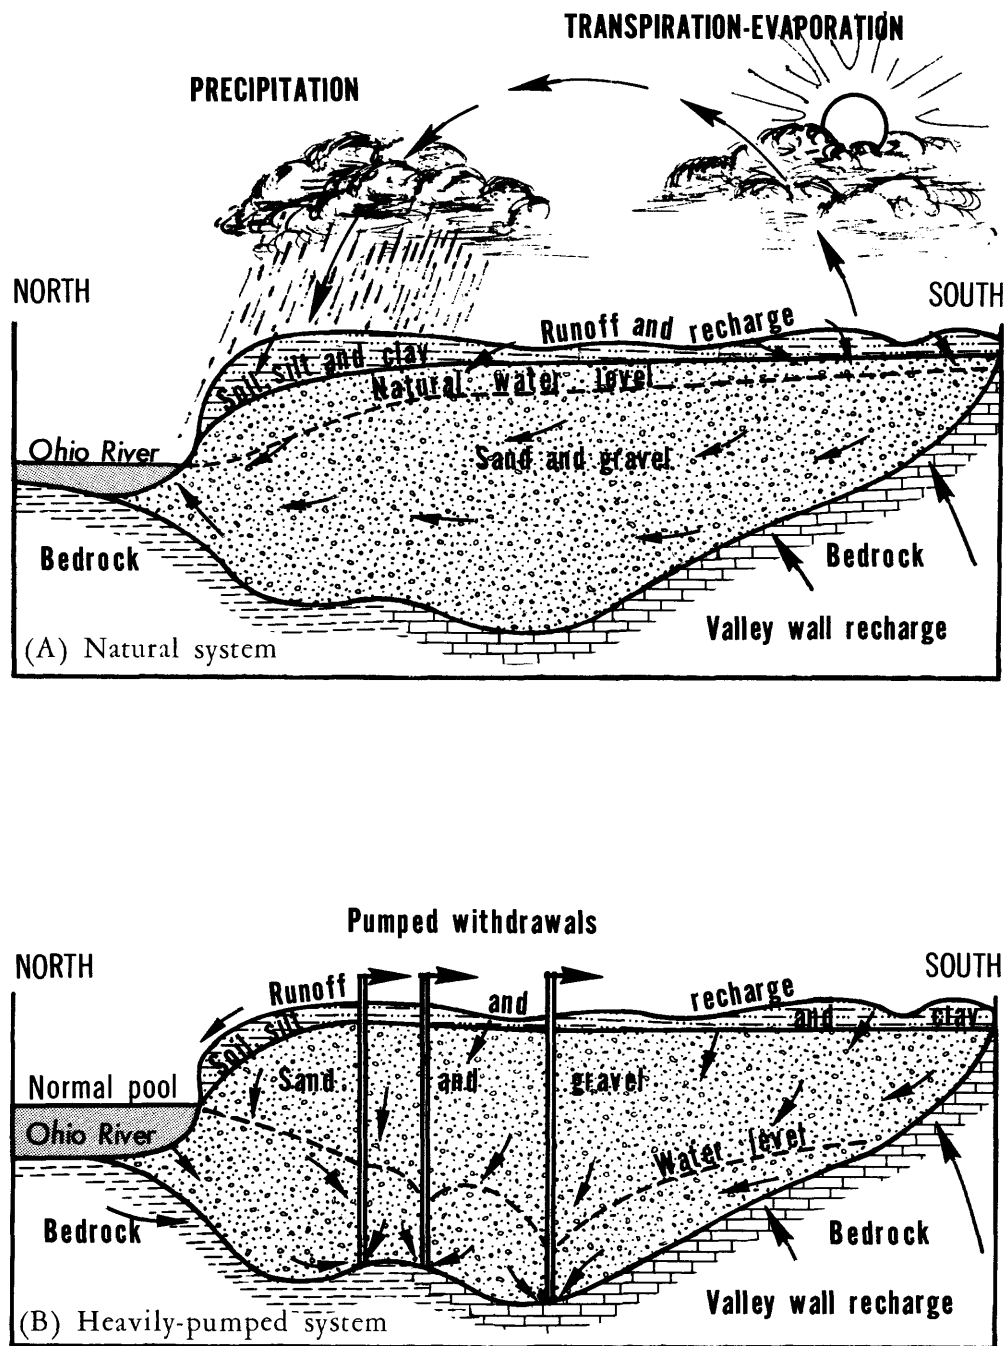 TRANSPIRATION-EVAPORATION
PRECIPITATION
NORTH
SOUTH
Runoff and recharge
Soil, silt and clay
Natural water level
Ohio River
Sand and gravel
Bedrock
Bedrock
Valley wall recharge
(A) Natural system
Pumped withdrawals
NORTH
SOUTH
Runoff and recharge
Soil, silt and clay
Normal pool
Sand and gravel
Ohio River
Water level
Bedrock
Bedrock
Valley wall recharge
(B) Heavily-pumped system